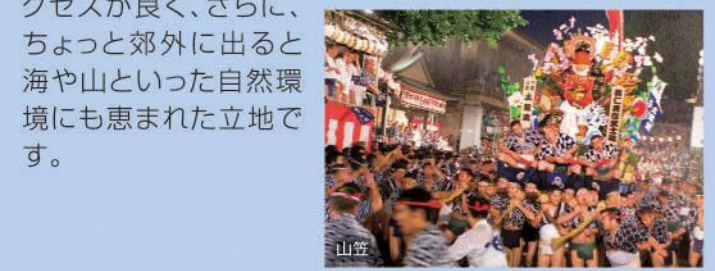 クセスが良く、さらに、
ちょっと郊外に出ると
海や山といった自然環
境にも恵まれた立地で
す。
山笠